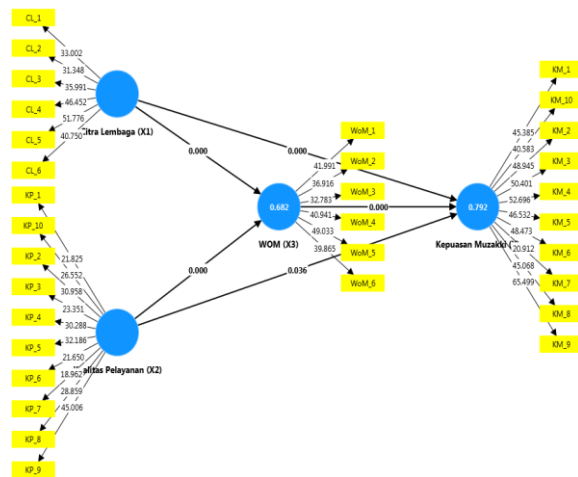 CL_1
CL_2
CL_3
CL_4
CL_5
CL_6
33.002
31.348
35.991
46.452
51.776
40.750
itra Lembaga (X1)
KP_1
KP_10
KP_2
KP_3
KP_4
KP_5
KP_6
KP_7
KP_8
KP_9
21.825
26.552
30.958
23.351
30.288
32.186
21.650
18.962
28.859
45.006
alitas Pelayanan (X2)
0.000
0.000
0.000
0.036
0.000
0.682
WOM (X3)
WoM_1
WoM_2
WoM_3
WoM_4
WoM_5
WoM_6
41.991
36.916
32.783
40.941
49.033
39.865
0.792
Kepuasan Muzakki (
45.385
40.583
48.945
50.401
52.696
46.532
48.473
20.912
45.068
65.499
KM_1
KM_10
KM_2
KM_3
KM_4
KM_5
KM_6
KM_7
KM_8
KM_9